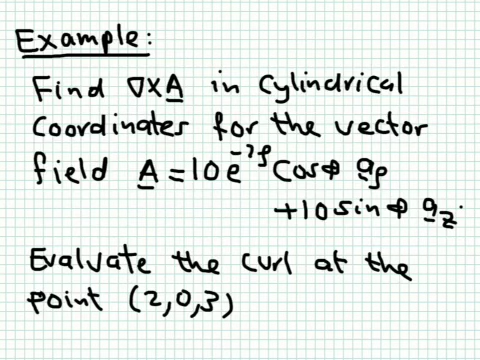 Example:
Find ∇×A in Cylindrical
Coordinates for the vector
field A = 10 e^-2ρ Cosφ aρ
+10 sinφ az.
Evaluate the curl at the
point (2,0,3)